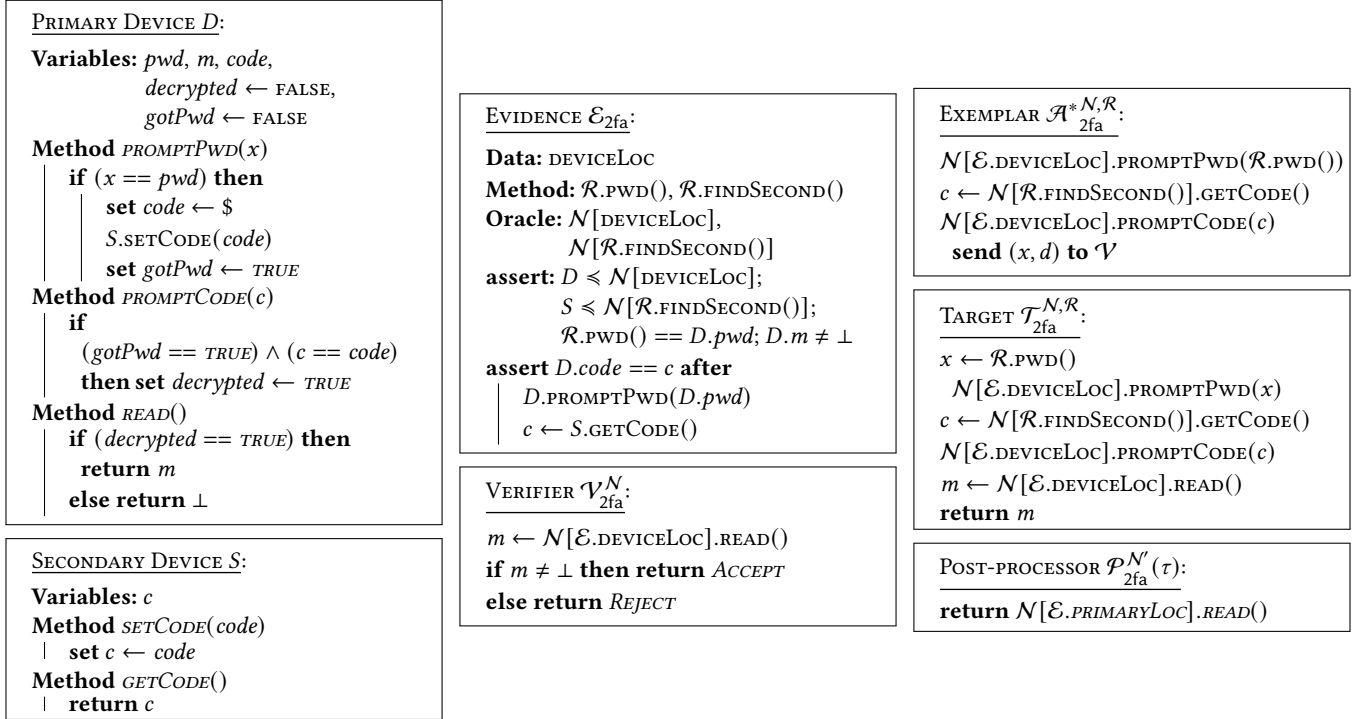 PRIMARY DEVICE D:
Variables: pwd, m, code,
decrypted ← FALSE,
gotPwd ← FALSE
Method PROMPTPWD(x)
if (x == pwd) then
set code ← $
S.SETCODE(code)
set gotPwd ← TRUE
Method PROMPTCODE(c)
if
(gotPwd == TRUE) ∧ (c == code)
then set decrypted ← TRUE
Method READ()
if (decrypted == TRUE) then
return m
else return ⊥
SECONDARY DEVICE S:
Variables: c
Method SETCODE(code)
set c ← code
Method GETCODE()
return c
EVIDENCE ℰ_2fa:
Data: DEVICELOC
Method: ℛ.PWD(), ℛ.FINDSECOND()
Oracle: 𝒩[DEVICELOC],
𝒩[ℛ.FINDSECOND()]
assert: D ≼ 𝒩[DEVICELOC];
S ≼ 𝒩[ℛ.FINDSECOND()];
ℛ.PWD() == D.pwd; D.m ≠ ⊥
assert D.code == c after
D.PROMPTPWD(D.pwd)
c ← S.GETCODE()
VERIFIER 𝒱^𝒩_2fa:
m ← 𝒩[ℰ.DEVICELOC].READ()
if m ≠ ⊥ then return ACCEPT
else return REJECT
EXEMPLAR 𝒜*^{𝒩,ℛ}_2fa:
𝒩[ℰ.DEVICELOC].PROMPTPWD(ℛ.PWD())
c ← 𝒩[ℛ.FINDSECOND()].GETCODE()
𝒩[ℰ.DEVICELOC].PROMPTCODE(c)
send (x, d) to 𝒱
TARGET 𝒯^{𝒩,ℛ}_2fa:
x ← ℛ.PWD()
𝒩[ℰ.DEVICELOC].PROMPTPWD(x)
c ← 𝒩[ℛ.FINDSECOND()].GETCODE()
𝒩[ℰ.DEVICELOC].PROMPTCODE(c)
m ← 𝒩[ℰ.DEVICELOC].READ()
return m
POST-PROCESSOR 𝒫^{𝒩′}_2fa(τ):
return 𝒩[ℰ.PRIMARYLOC].READ()